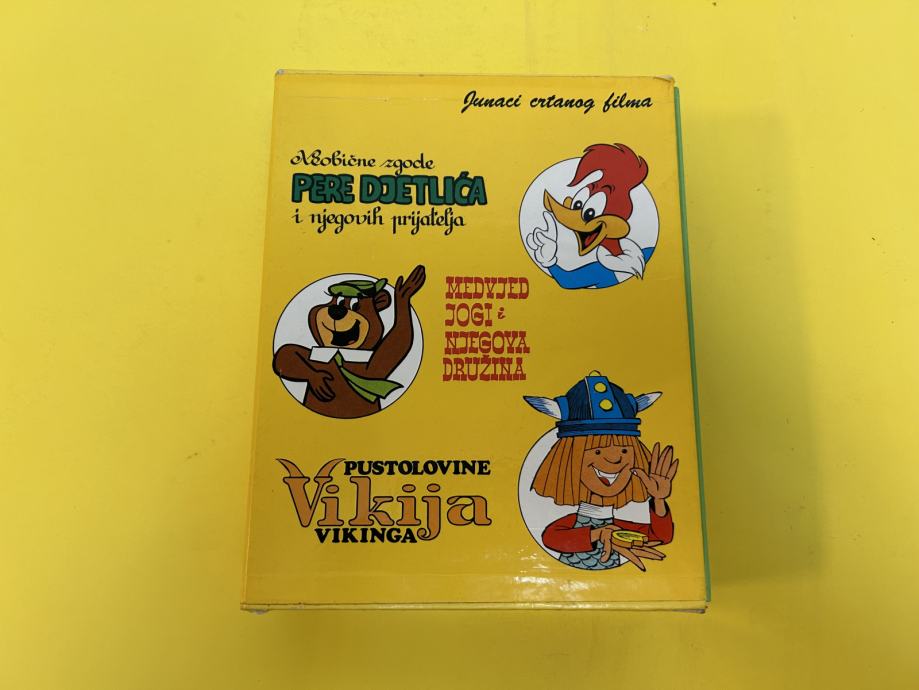 Junaci crtanog filma
Neobične zgode
PERE DJETLIĆA
i njegovih prijatelja
MEDVJED
JOGI i
NJEGOVA
DRUŽINA
PUSTOLOVINE
Vikija
VIKINGA